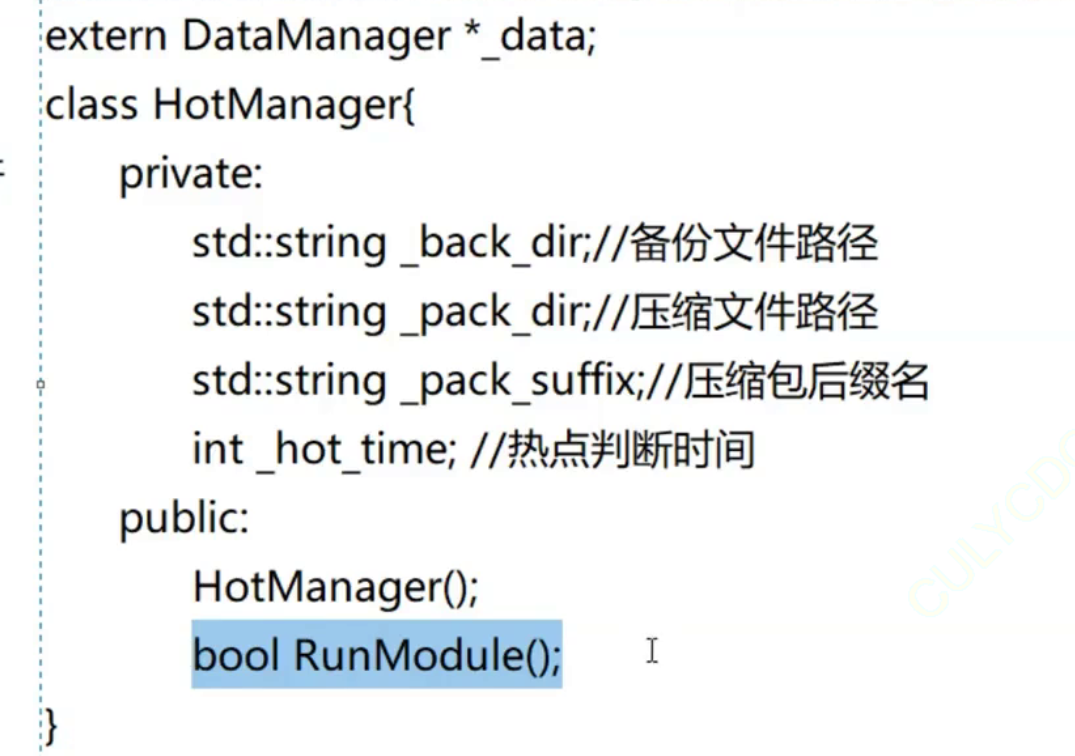 extern DataManager *_data;
class HotManager{
private:
std::string _back_dir;//备份文件路径
std::string _pack_dir;//压缩文件路径
std::string _pack_suffix;//压缩包后缀名
int _hot_time; //热点判断时间
public:
HotManager();
bool RunModule();
}